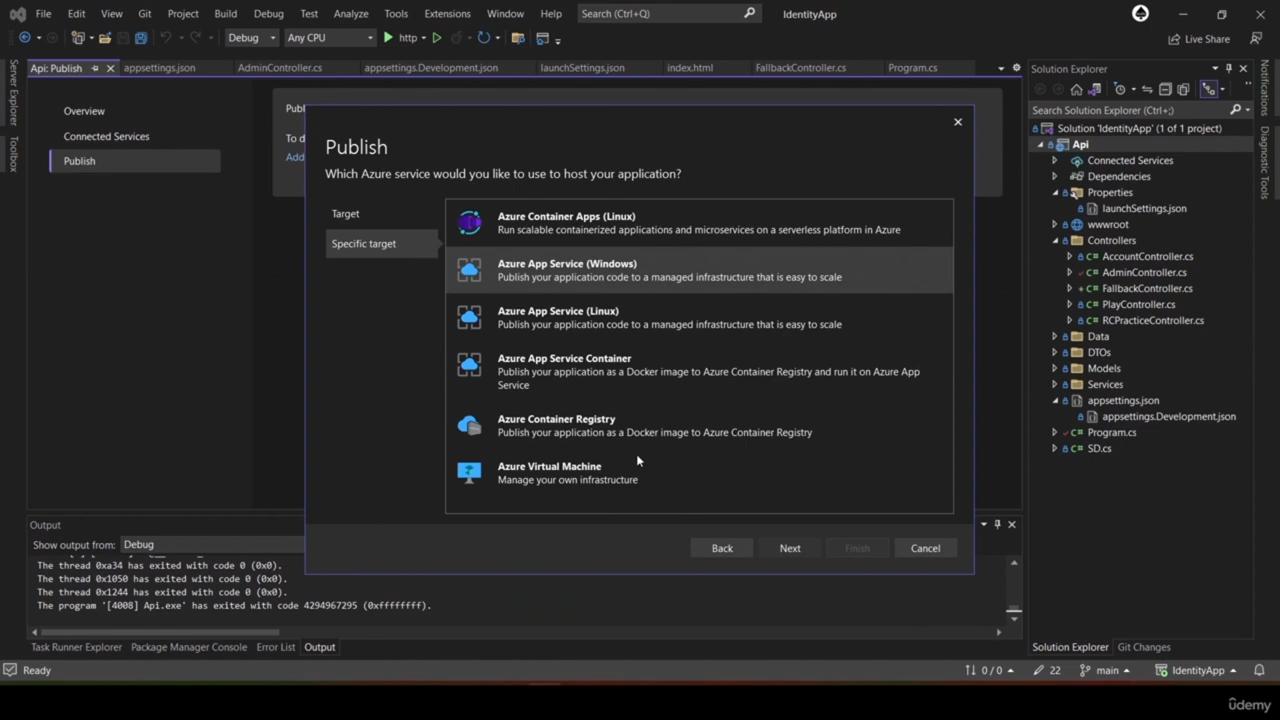 File Edit View Git Project Build Debug Test Analyze Tools Extensions Window Help Search (Ctrl+Q) IdentityApp
Debug Any CPU http Live Share
Server Explorer
Toolbox
Api: Publish appsettings.json AdminController.cs appsettings.Development.json launchSettings.json index.html FallbackController.cs Program.cs
Overview
Connected Services
Publish
Publ
To d
Add
Publish
Which Azure service would you like to use to host your application?
Target
Specific target
Azure Container Apps (Linux)
Run scalable containerized applications and microservices on a serverless platform in Azure
Azure App Service (Windows)
Publish your application code to a managed infrastructure that is easy to scale
Azure App Service (Linux)
Publish your application code to a managed infrastructure that is easy to scale
Azure App Service Container
Publish your application as a Docker image to Azure Container Registry and run it on Azure App
Service
Azure Container Registry
Publish your application as a Docker image to Azure Container Registry
Azure Virtual Machine
Manage your own infrastructure
Back Next Finish Cancel
Solution Explorer
Search Solution Explorer (Ctrl+;)
Solution 'IdentityApp' (1 of 1 project)
Api
Connected Services
Dependencies
Properties
launchSettings.json
wwwroot
Controllers
AccountController.cs
AdminController.cs
FallbackController.cs
PlayController.cs
RCPracticeController.cs
Data
DTOs
Models
Services
appsettings.json
appsettings.Development.json
Program.cs
SD.cs
Notifications
Diagnostic Tools
Output
Show output from: Debug
The thread 0xa34 has exited with code 0 (0x0).
The thread 0x1050 has exited with code 0 (0x0).
The thread 0x1244 has exited with code 0 (0x0).
The program '[4008] Api.exe' has exited with code 4294967295 (0xffffffff).
Task Runner Explorer Package Manager Console Error List Output
Solution Explorer Git Changes
Ready 0 / 0 22 main IdentityApp
ûdemy